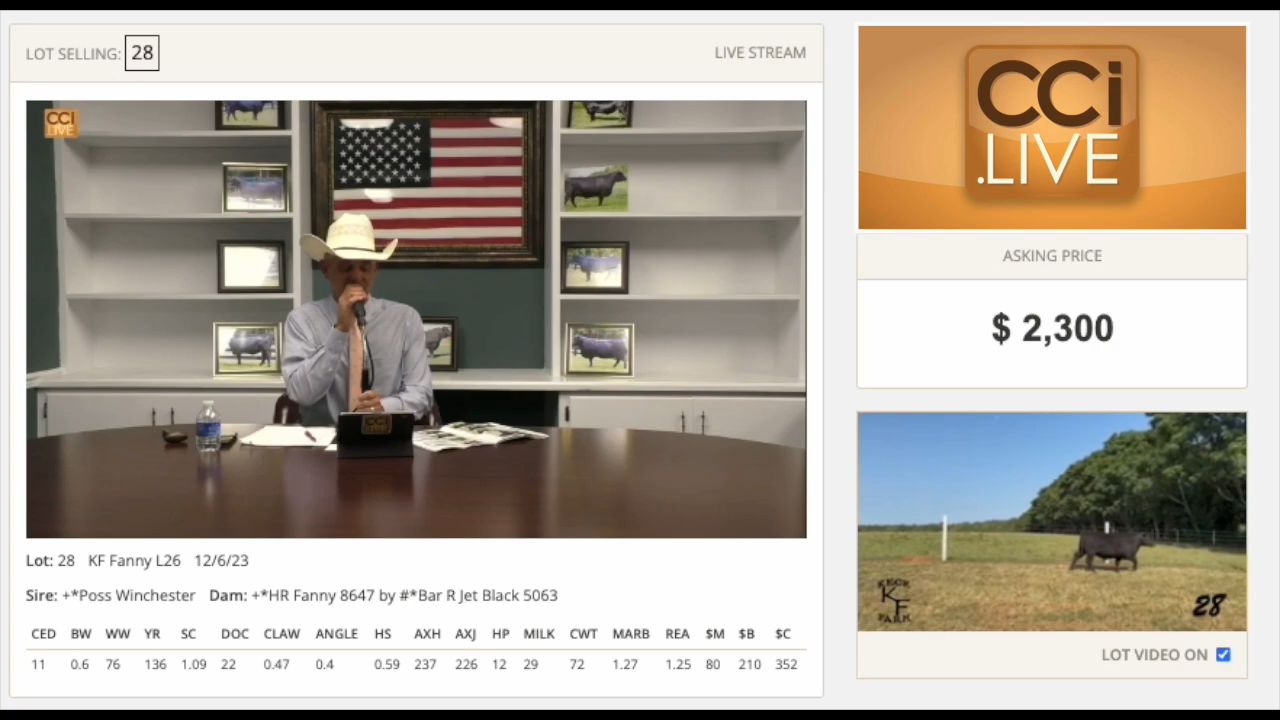 LOT SELLING: 28
LIVE STREAM
CCi
LIVE
CCi
Lot: 28 KF Fanny L26 12/6/23
Sire: +*Poss Winchester Dam: +*HR Fanny 8647 by #*Bar R Jet Black 5063
CED BW WW YR SC DOC CLAW ANGLE HS AXH AXJ HP MILK CWT MARB REA $M $B $C
11 0.6 76 136 1.09 22 0.47 0.4 0.59 237 226 12 29 72 1.27 1.25 80 210 352
CCi
.LIVE
ASKING PRICE
$ 2,300
KECK
KF
FARM
28
LOT VIDEO ON